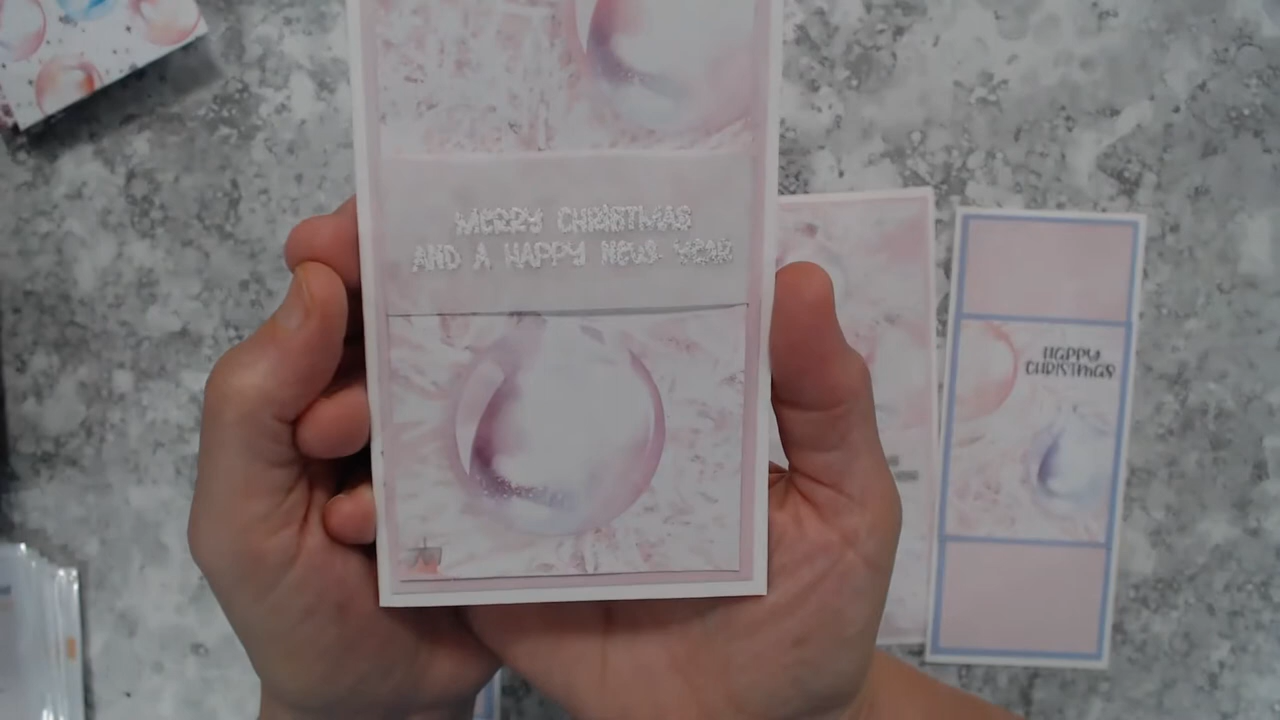 MERRY CHRISTMAS
AND A HAPPY NEW YEAR
HAPPY
CHRISTMAS